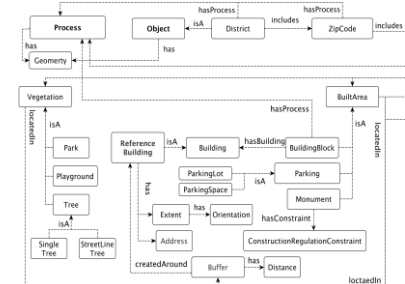 hasProcess
hasProcess
Process
Object
isA
District
includes
ZipCode
includes
has
has
Geomerty
Vegetation
BuiltArea
hasProcess
locatedIn
isA
isA
locatedIn
Park
Reference
Building
isA
Building
hasBuilding
BuildingBlock
Playground
ParkingLot
Parking
ParkingSpace
isA
has
Tree
Monument
Extent
has
Orientation
hasConstraint
isA
Address
ConstructionRegulationConstraint
Single
Tree
StreetLine
Tree
createdAround
Buffer
has
Distance
loctaedIn